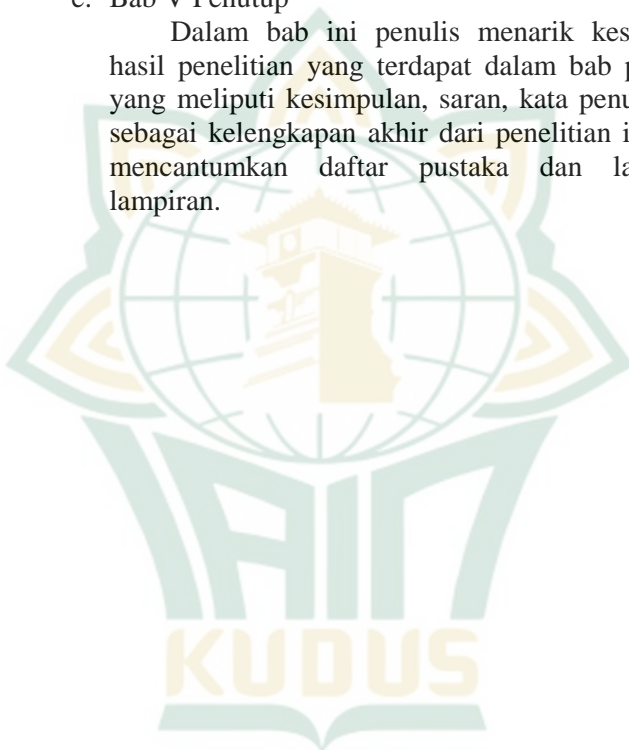 Bab V Penutup
Dalam bab ini penulis menarik kes
hasil penelitian yang terdapat dalam bab p
yang meliputi kesimpulan, saran, kata penu
sebagai kelengkapan akhir dari penelitian i
mencantumkan daftar pustaka dan la
lampiran.
IAIN
KUDUS